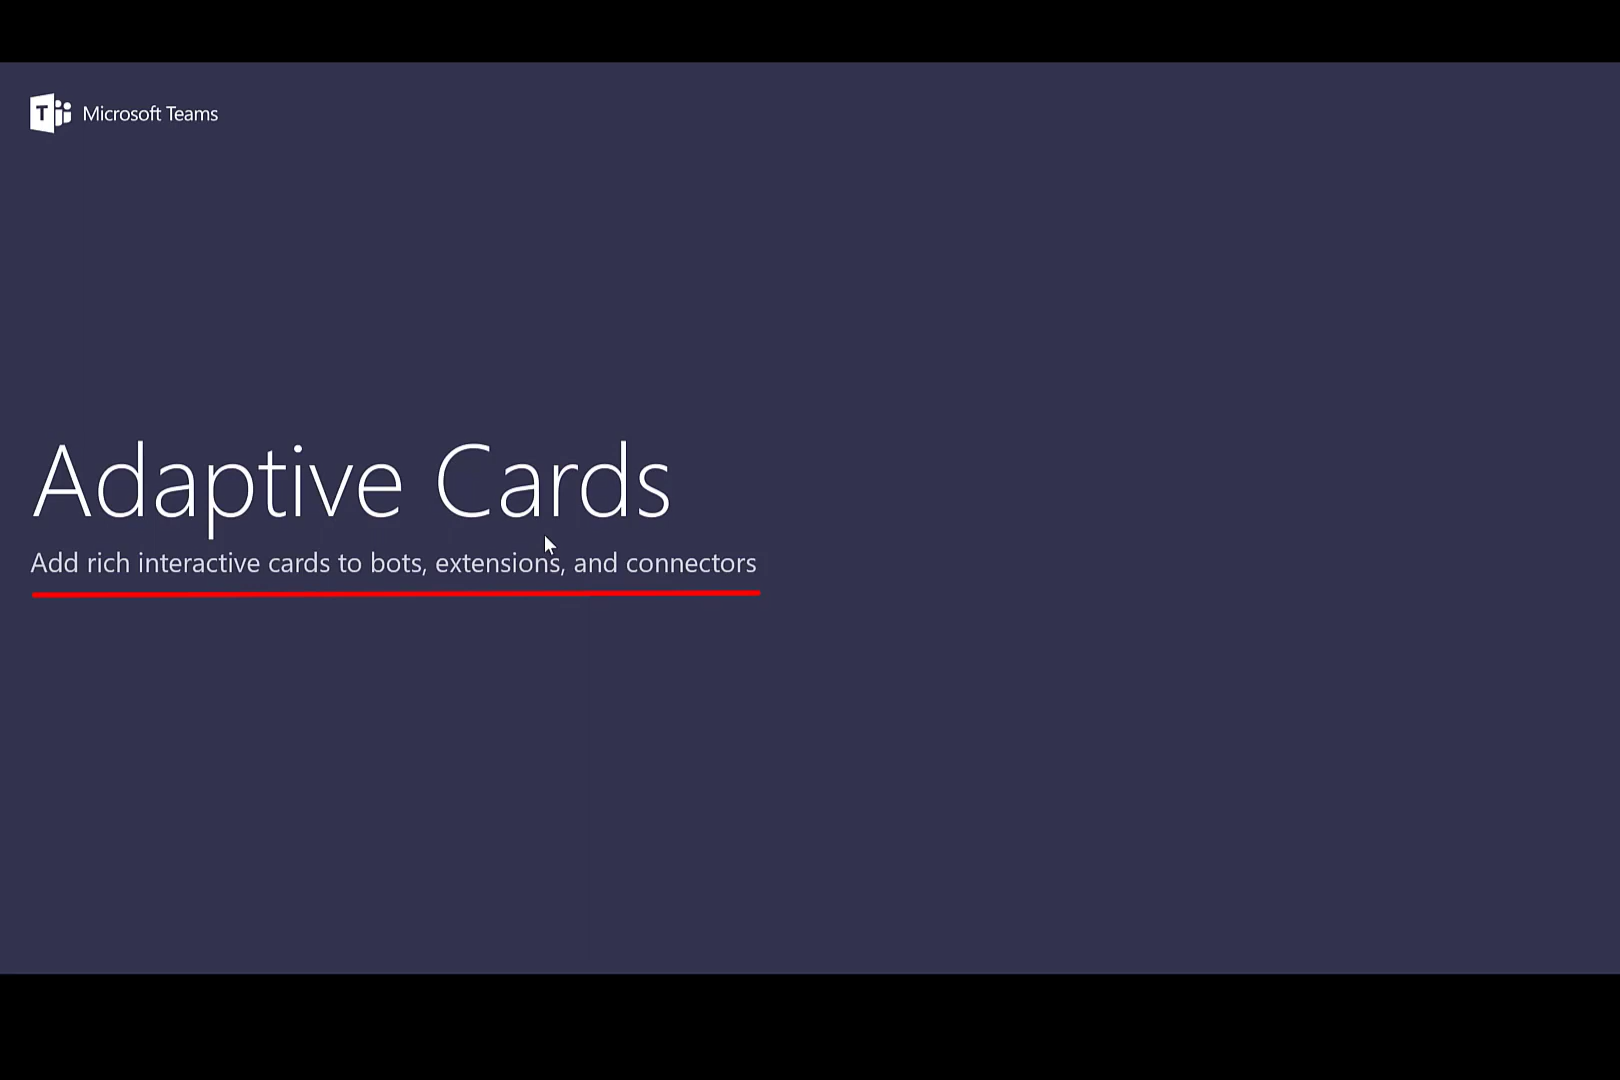 Microsoft Teams
Adaptive Cards
Add rich interactive cards to bots, extensions, and connectors